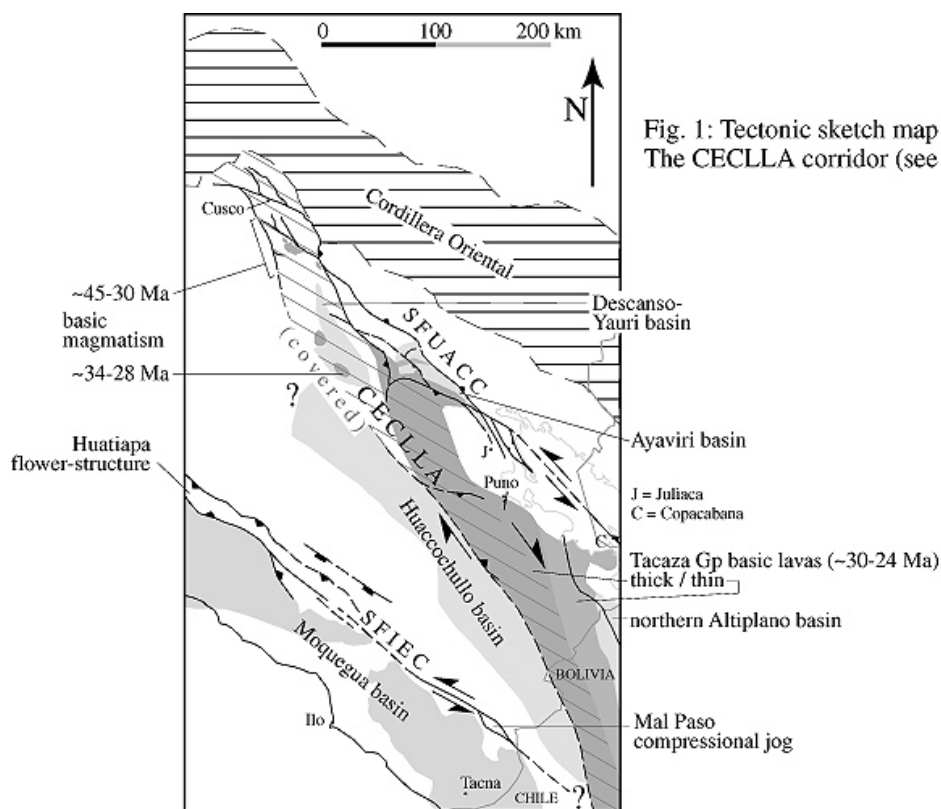 0 100 200 km
N
Fig. 1: Tectonic sketch map
The CECLLA corridor (see
Cusco
Cordillera Oriental
~45-30 Ma
basic
magmatism
Descanso-
Yauri basin
SFUACC
~34-28 Ma
(covered)
?
CECLLA
Huatiapa
flower-structure
Ayaviri basin
J
Puno
J = Juliaca
C = Copacabana
C
Huaccochullo basin
Tacaza Gp basic lavas (~30-24 Ma)
thick / thin
northern Altiplano basin
SFIEC
Moquegua basin
BOLIVIA
Ilo
Mal Paso
compressional jog
Tacna
CHILE
?